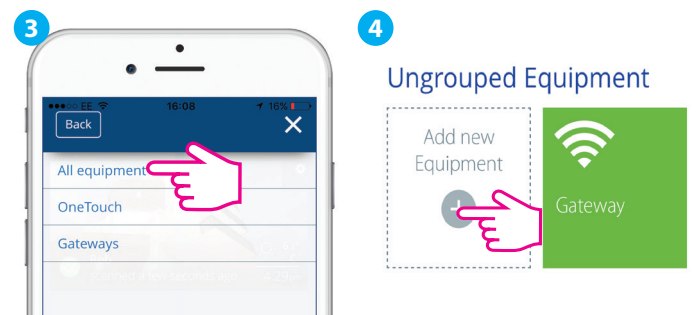 3
EE 16:08 16%
Back
All equipment
OneTouch
Gateways
4
Ungrouped Equipment
Add new
Equipment
Gateway